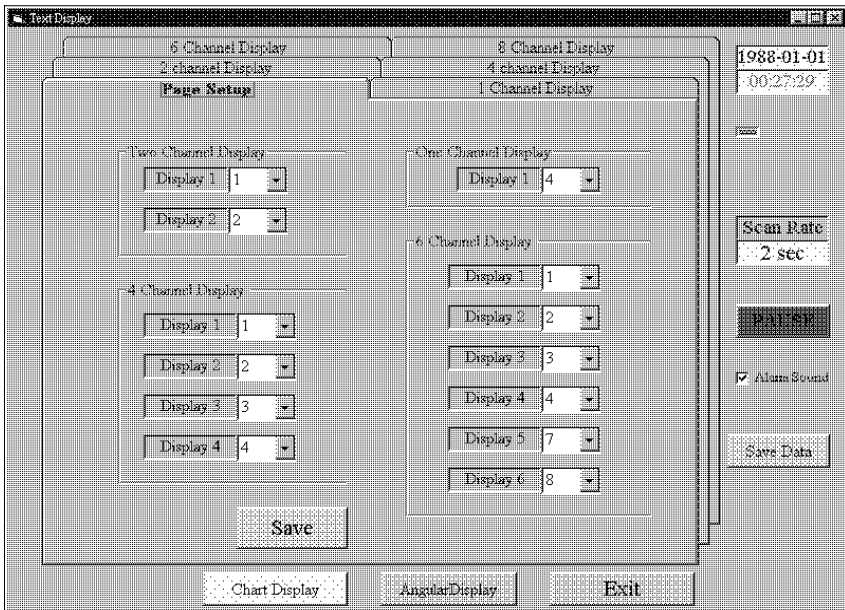 Text Display
6 Channel Display
8 Channel Display
2 channel Display
4 channel Display
Page Setup
1 Channel Display
Two Channel Display
Display 1 1
Display 2 2
4 Channel Display
Display 1 1
Display 2 2
Display 3 3
Display 4 4
Save
One Channel Display
Display 1 4
6 Channel Display
Display 1 1
Display 2 2
Display 3 3
Display 4 4
Display 5 7
Display 6 8
1988-01-01
00:27:29
Scan Rate
2 sec
PAUSE
Alarm Sound
Save Data
Chart Display
AngularDisplay
Exit